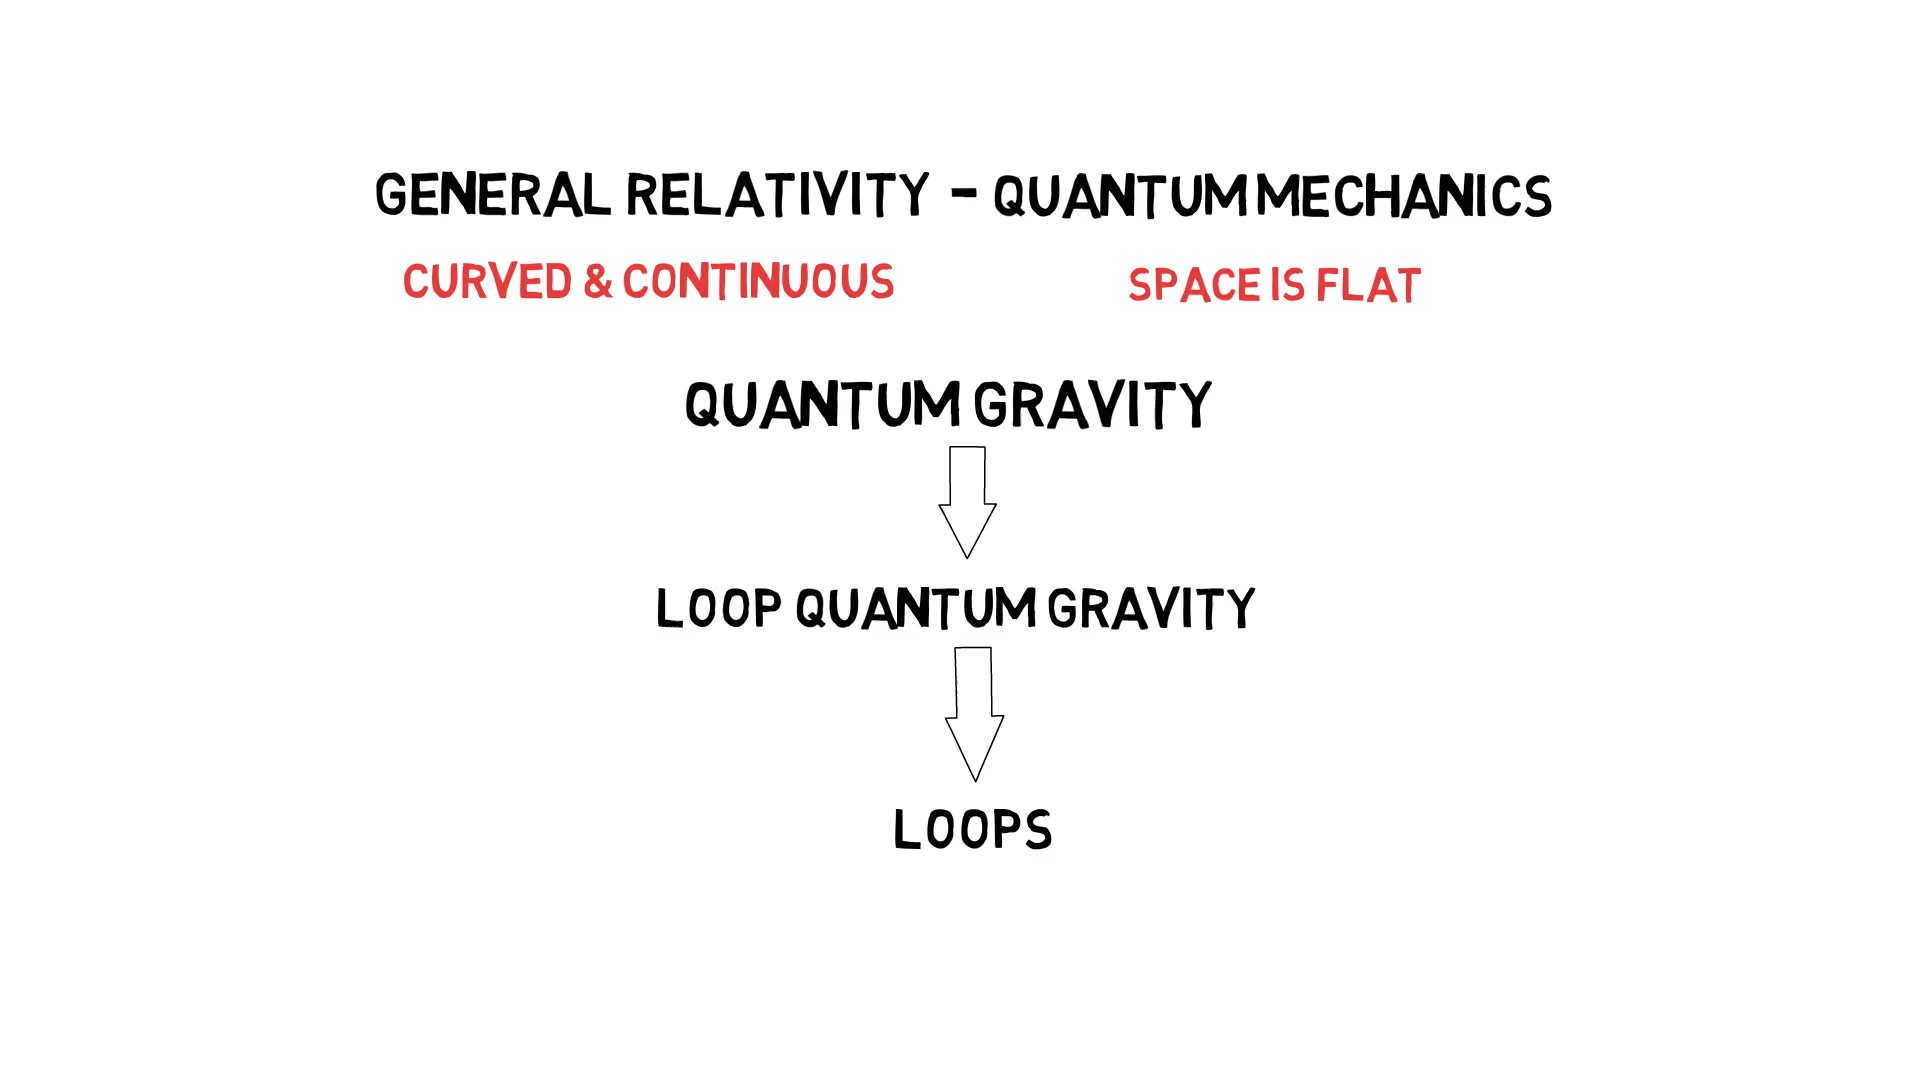 GENERAL RELATIVITY - QUANTUM MECHANICS
CURVED & CONTINUOUS SPACE IS FLAT
QUANTUM GRAVITY
LOOP QUANTUM GRAVITY
LOOPS